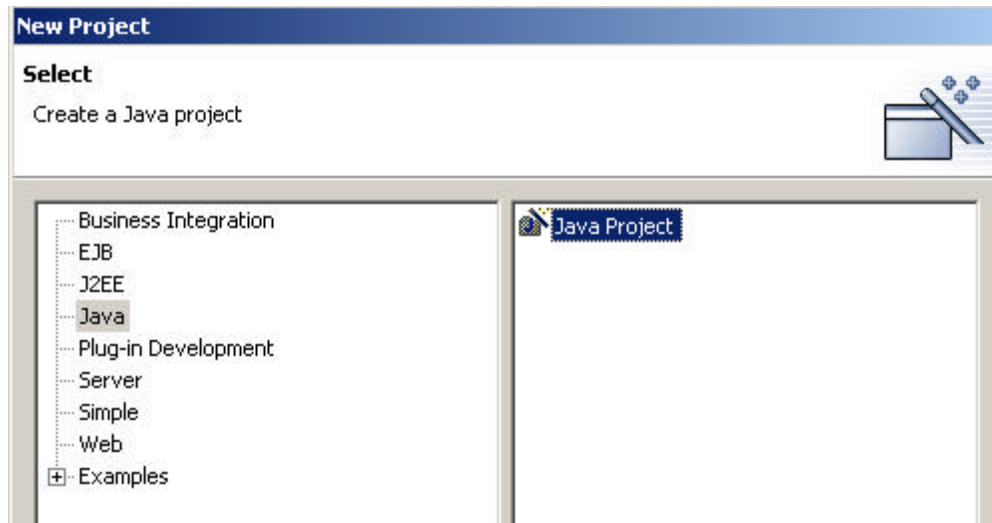 New Project
Select
Create a Java project
Business Integration
EJB
J2EE
Java
Plug-in Development
Server
Simple
Web
Examples
Java Project